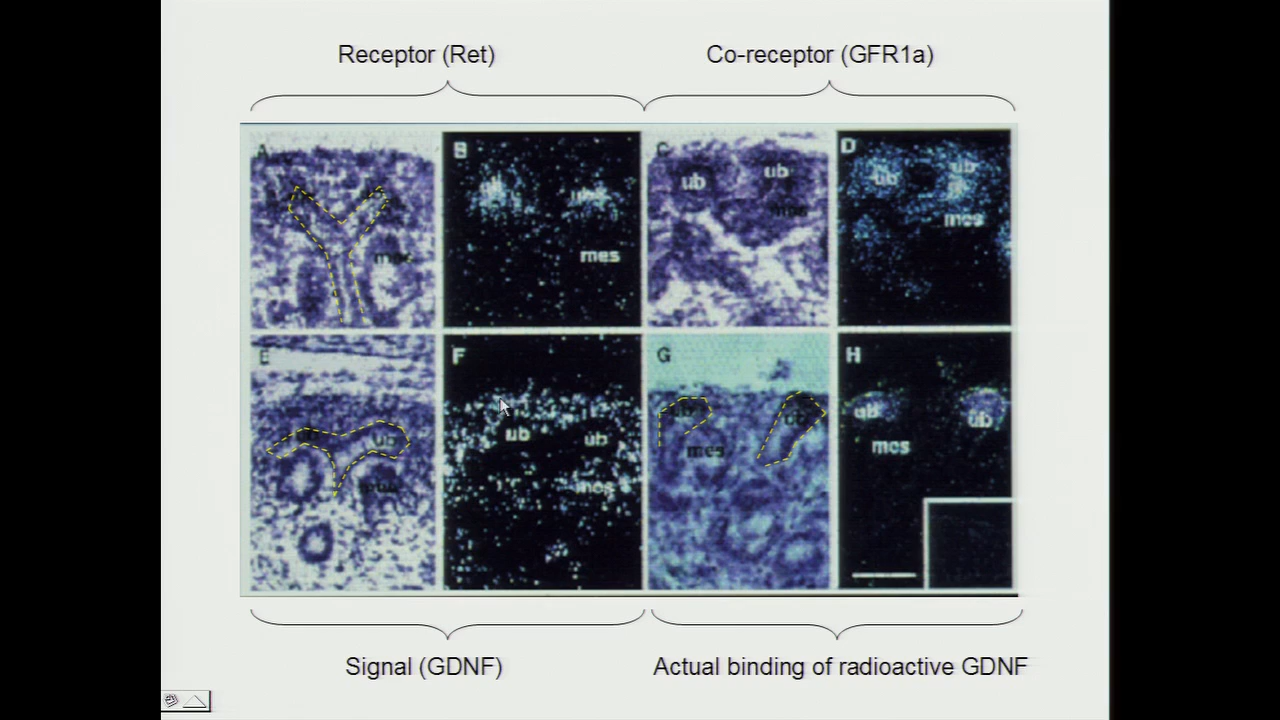 Receptor (Ret)
Co-receptor (GFR1a)
A
B
ub
mes
C
ub
ub
mes
D
ub
ub
mes
E
ub
F
ub
ub
mes
G
ub
ub
mes
H
ub
ub
mes
Signal (GDNF)
Actual binding of radioactive GDNF